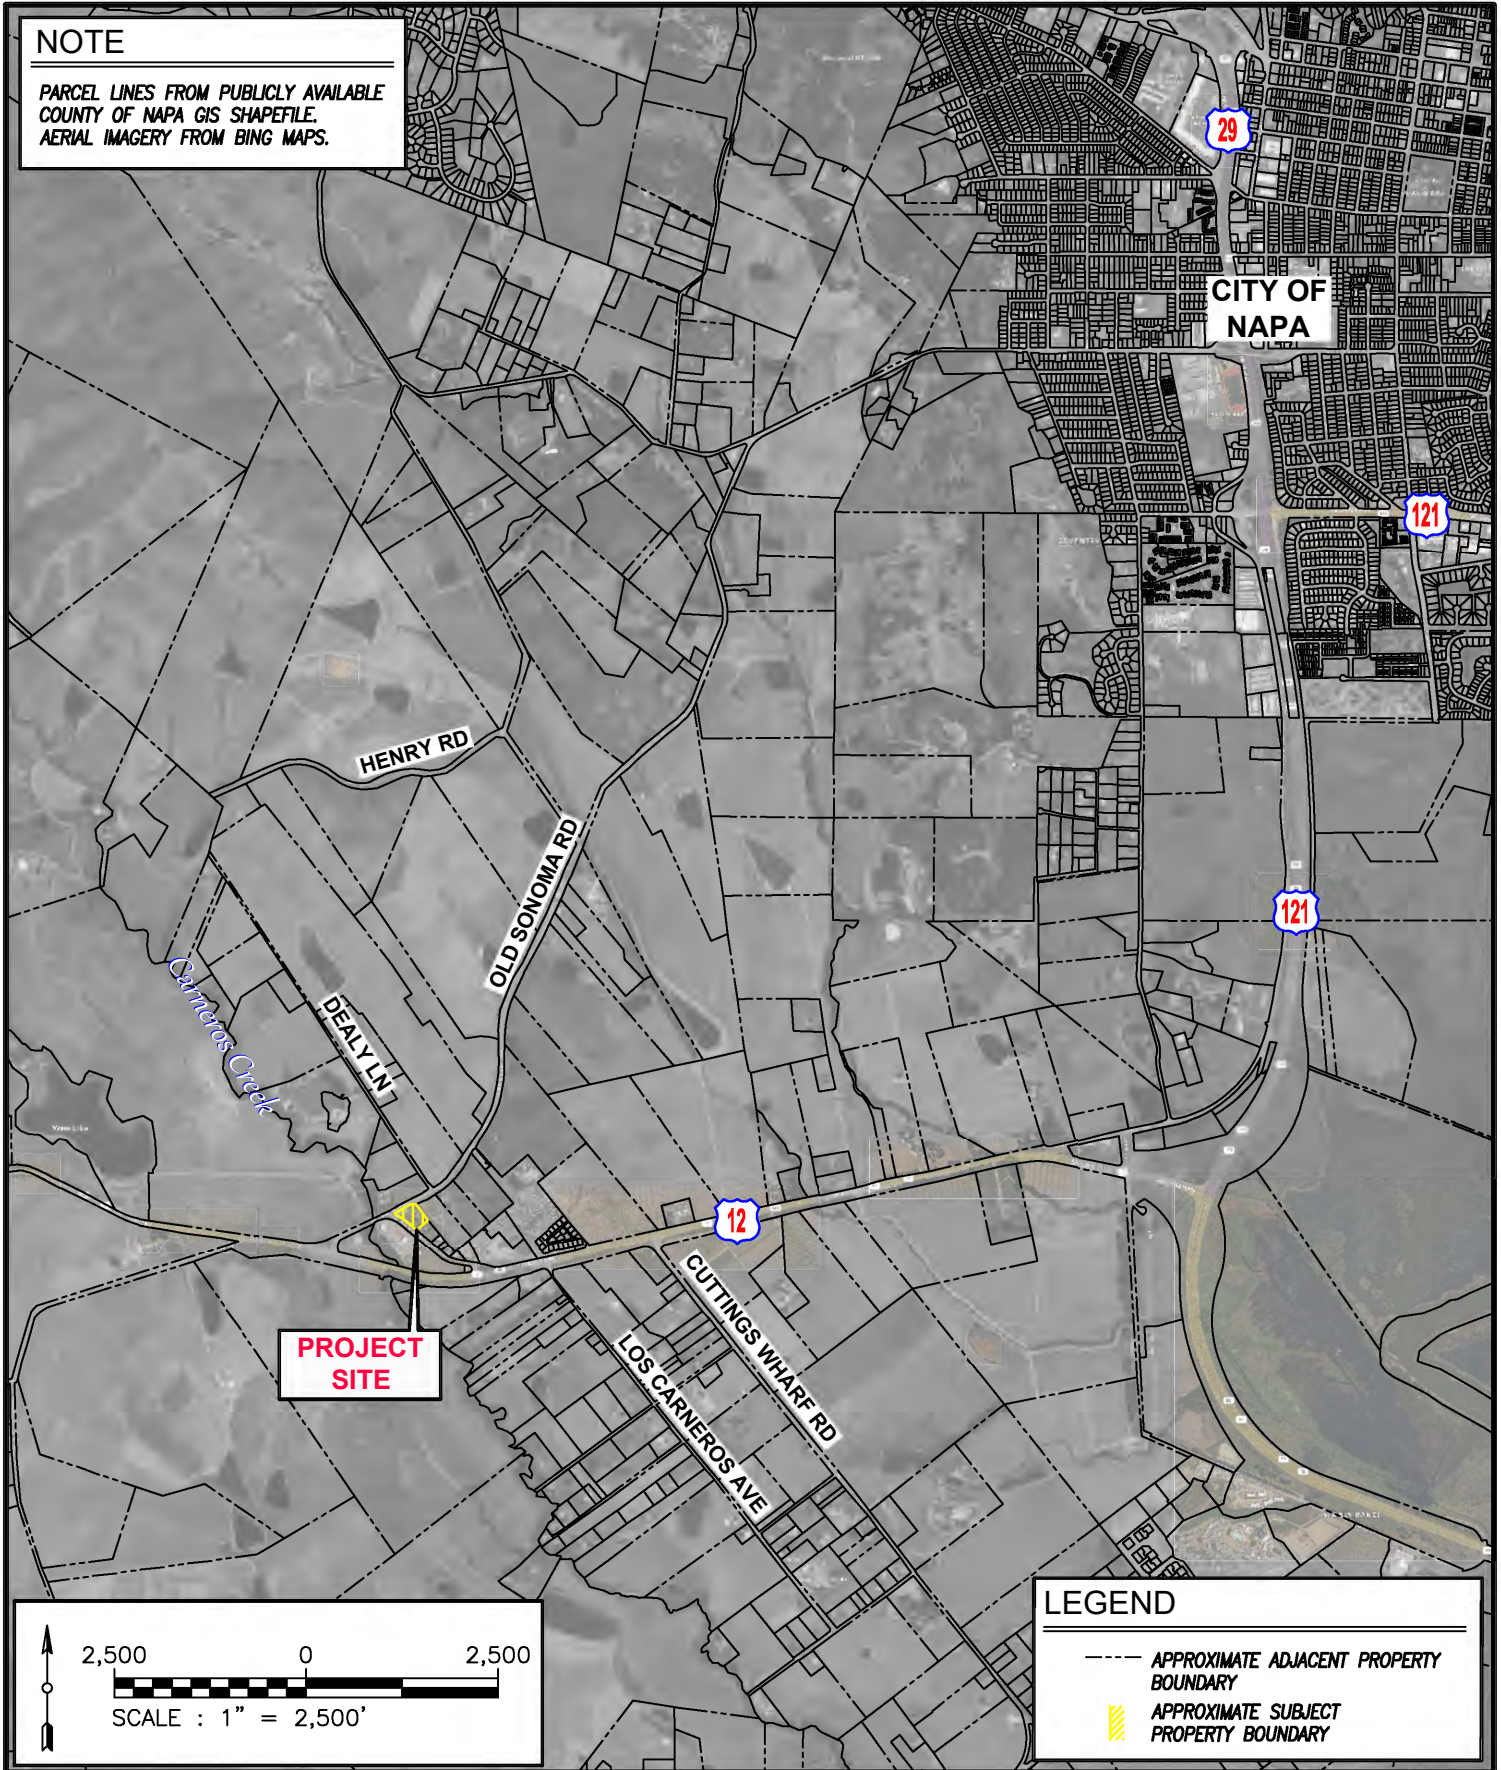 NOTE
PARCEL LINES FROM PUBLICLY AVAILABLE
COUNTY OF NAPA GIS SHAPEFILE.
AERIAL IMAGERY FROM BING MAPS.
29
CITY OF
NAPA
121
HENRY RD
OLD SONOMA RD
121
Carneros Creek
DEALY LN
12
CUTTINGS WHARF RD
PROJECT
SITE
LOS CARNEROS AVE
2,500 0 2,500
SCALE : 1" = 2,500'
LEGEND
APPROXIMATE ADJACENT PROPERTY
BOUNDARY
APPROXIMATE SUBJECT
PROPERTY BOUNDARY